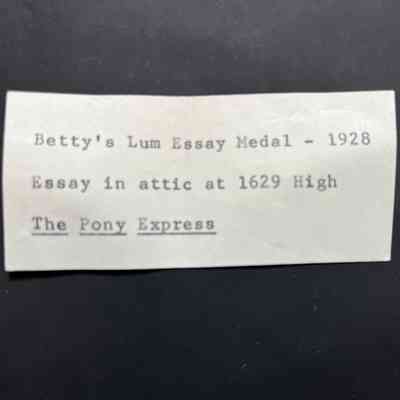 Betty's Lum Essay Medal - 1928
Essay in attic at 1629 High
The Pony Express